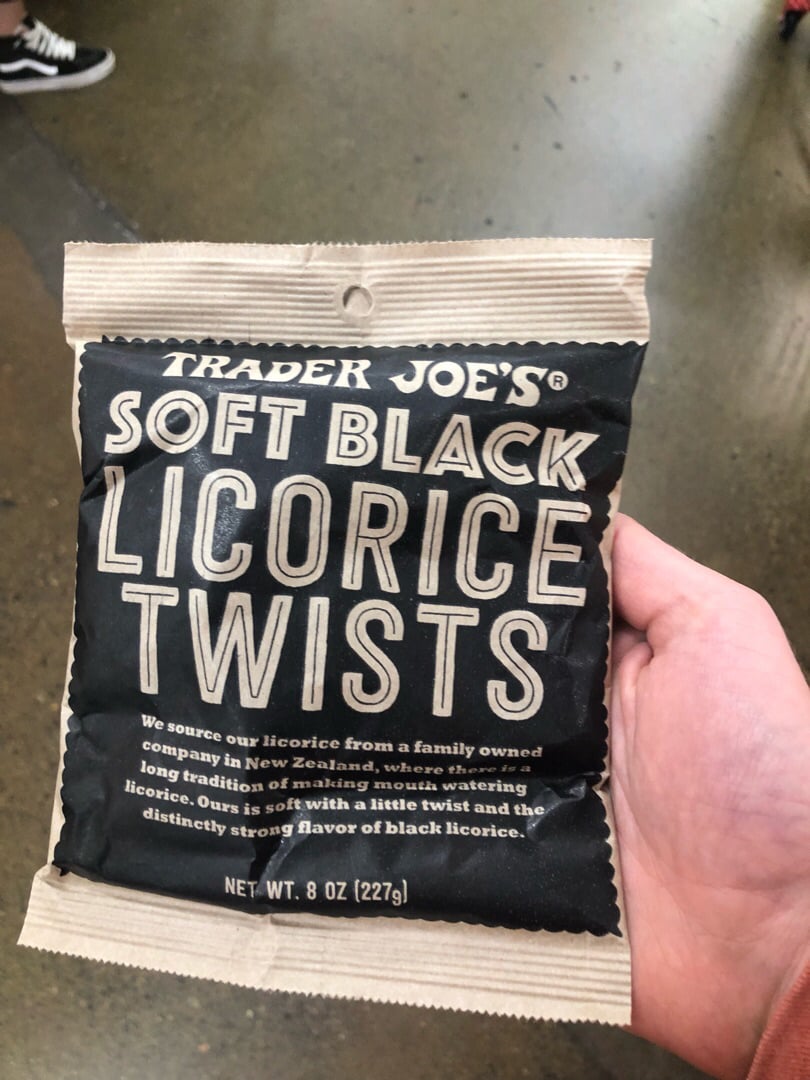 TRADER JOE'S®
SOFT BLACK
LICORICE
TWISTS
We source our licorice from a family owned
company in New Zealand, where there is a
long tradition of making mouth watering
licorice. Ours is soft with a little twist and the
distinctly strong flavor of black licorice.
NET WT. 8 OZ (227g)